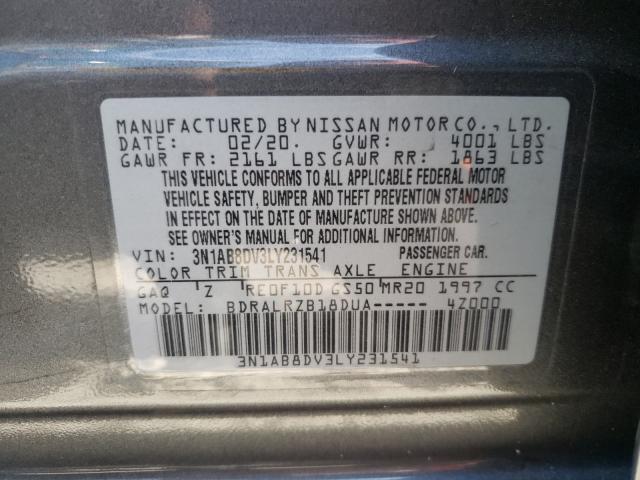 MANUFACTURED BY NISSAN MOTOR CO., LTD.
DATE: 02/20. GVWR: 4001 LBS
GAWR FR: 2161 LBS GAWR RR: 1863 LBS
THIS VEHICLE CONFORMS TO ALL APPLICABLE FEDERAL MOTOR
VEHICLE SAFETY, BUMPER AND THEFT PREVENTION STANDARDS
IN EFFECT ON THE DATE OF MANUFACTURE SHOWN ABOVE.
SEE OWNER'S MANUAL FOR ADDITIONAL INFORMATION.
VIN: 3N1AB8DV3LY231541 PASSENGER CAR.
COLOR TRIM TRANS AXLE ENGINE
GAQ Z RE0F10D GS50 MR20 1997 CC
MODEL: BDRALRZB18DUA----- 4Z000
3N1AB8DV3LY231541